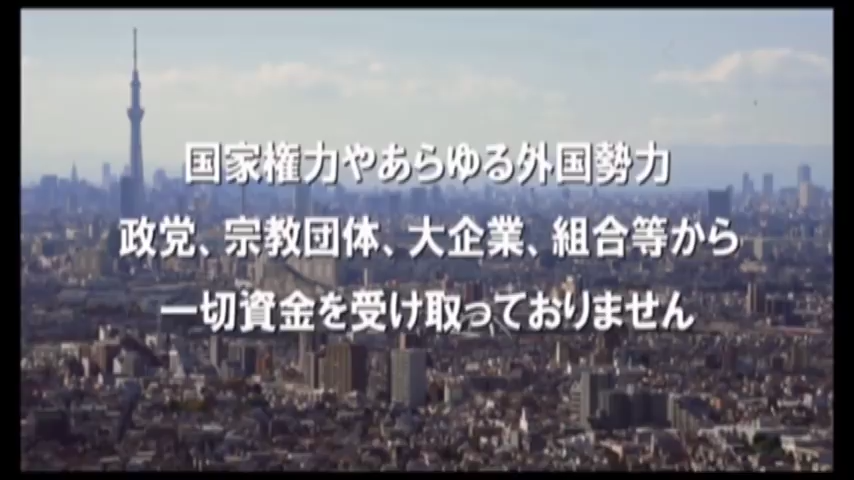 国家権力やあらゆる外国勢力
政党、宗教団体、大企業、組合等から
一切資金を受け取っておりません